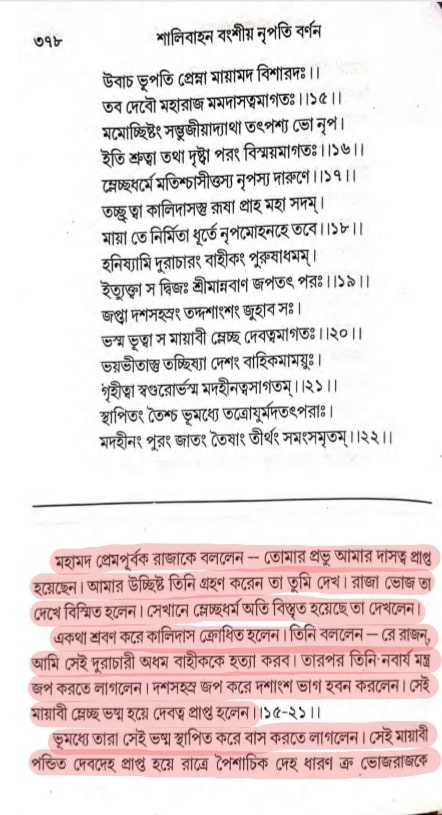 ৩৭৮
শালিবাহন বংশীয় নৃপতি বর্ণন
উবাচ ভূপতি প্রেম্না মায়ামদ বিশারদঃ।।
তব দেবৌ মহারাজ মমদাসত্বমাগতঃ।।১৫।।
মমোচ্ছিষ্টং সম্ভুজীয়াদ্যাথা তৎপশ্য ভো নৃপ।
ইতি শ্রুত্বা তথা দৃষ্টা পরং বিস্ময়মাগতঃ।।১৬।।
ম্লেচ্ছধর্মে মতিশ্চাসীত্তস্য নৃপস্য দারুণে।।১৭।।
তচ্ছ্রুত্বা কালিদাসস্তু রূষা প্রাহ মহা সদম্।
মায়া তে নির্মিতা ধূর্তে নৃপমোহনহে তবে।।১৮।।
হনিষ্যামি দুরাচারং বাহীকং পুরুষাধমম্।
ইত্যুক্তা স দ্বিজঃ শ্রীমান্নবাণ জপতৎ পরঃ।।১৯।।
জপ্তা দশসহস্রং তদ্দশাংশং জুহাব সঃ।
ভস্ম ভূত্বা স মায়াবী ম্লেচ্ছ দেবত্বমাগতঃ।।২০।।
ভয়ভীতাস্তু তচ্ছিষ্যা দেশং বাহিকমাময়ুঃ।
গৃহীত্বা স্বগুরোর্ভস্ম মদহীনত্বসাগতম্।।২১।।
স্থাপিতং তৈশ্চ ভূমধ্যে তত্রোযুর্মদতৎপরাঃ।
মদহীনং পুরং জাতং তৈষাং তীর্থং সমংসমৃতম্।।২২।।
মহামদ প্রেমপূর্বক রাজাকে বললেন – তোমার প্রভু আমার দাসত্ব প্রাপ্ত
হয়েছেন। আমার উচ্ছিষ্ট তিনি গ্রহণ করেন তা তুমি দেখ। রাজা ভোজ তা
দেখে বিস্মিত হলেন। সেখানে ম্লেচ্ছধর্ম অতি বিস্তৃত হয়েছে তা দেখলেন।
একথা শ্রবণ করে কালিদাস ক্রোধিত হলেন। তিনি বললেন – রে রাজন্,
আমি সেই দুরাচারী অধম বাহীককে হত্যা করব। তারপর তিনি নবার্য মন্ত্র
জপ করতে লাগলেন। দশসহস্র জপ করে দশাংশ ভাগ হবন করলেন। সেই
মায়াবী ম্লেচ্ছ ভস্ম হয়ে দেবত্ব প্রাপ্ত হলেন।।১৫-২১।।
ভূমধ্যে তারা সেই ভস্ম স্থাপিত করে বাস করতে লাগলেন। সেই মায়াবী
পন্ডিত দেবদেহ প্রাপ্ত হয়ে রাত্রে পৈশাচিক দেহ ধারণ ক্রু ভোজরাজকে